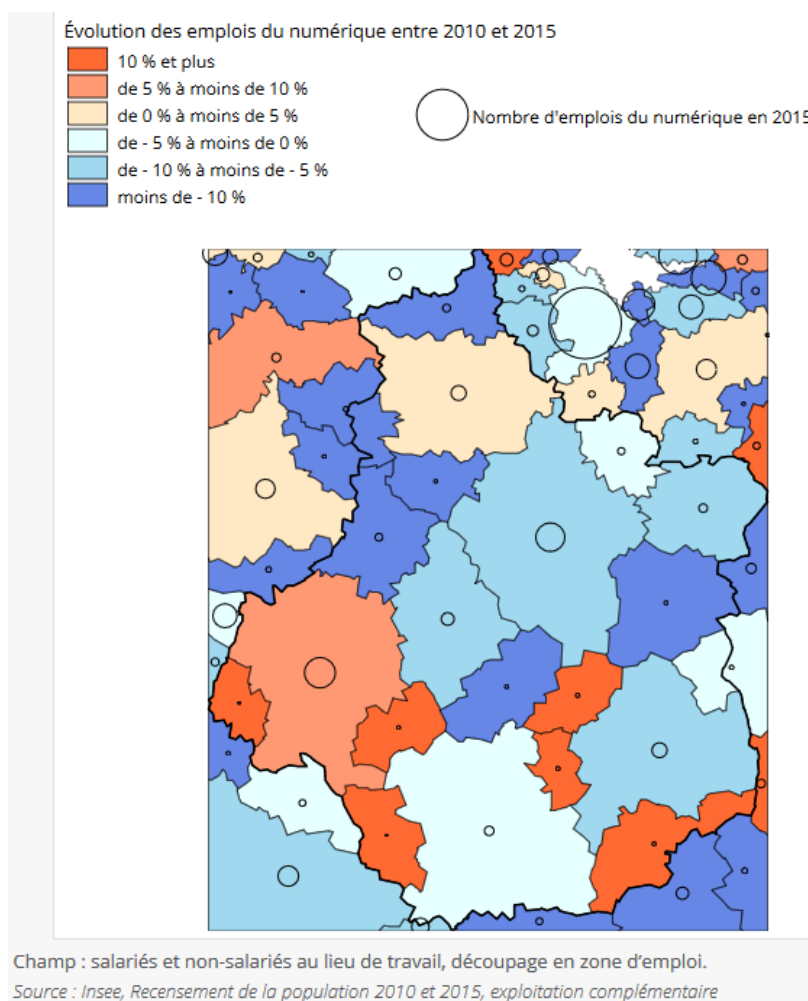 Évolution des emplois du numérique entre 2010 et 2015
10 % et plus
de 5 % à moins de 10 %
de 0 % à moins de 5 %
de - 5 % à moins de 0 %
de - 10 % à moins de - 5 %
moins de - 10 %
Nombre d'emplois du numérique en 2015
Champ : salariés et non-salariés au lieu de travail, découpage en zone d’emploi.
Source : Insee, Recensement de la population 2010 et 2015, exploitation complémentaire